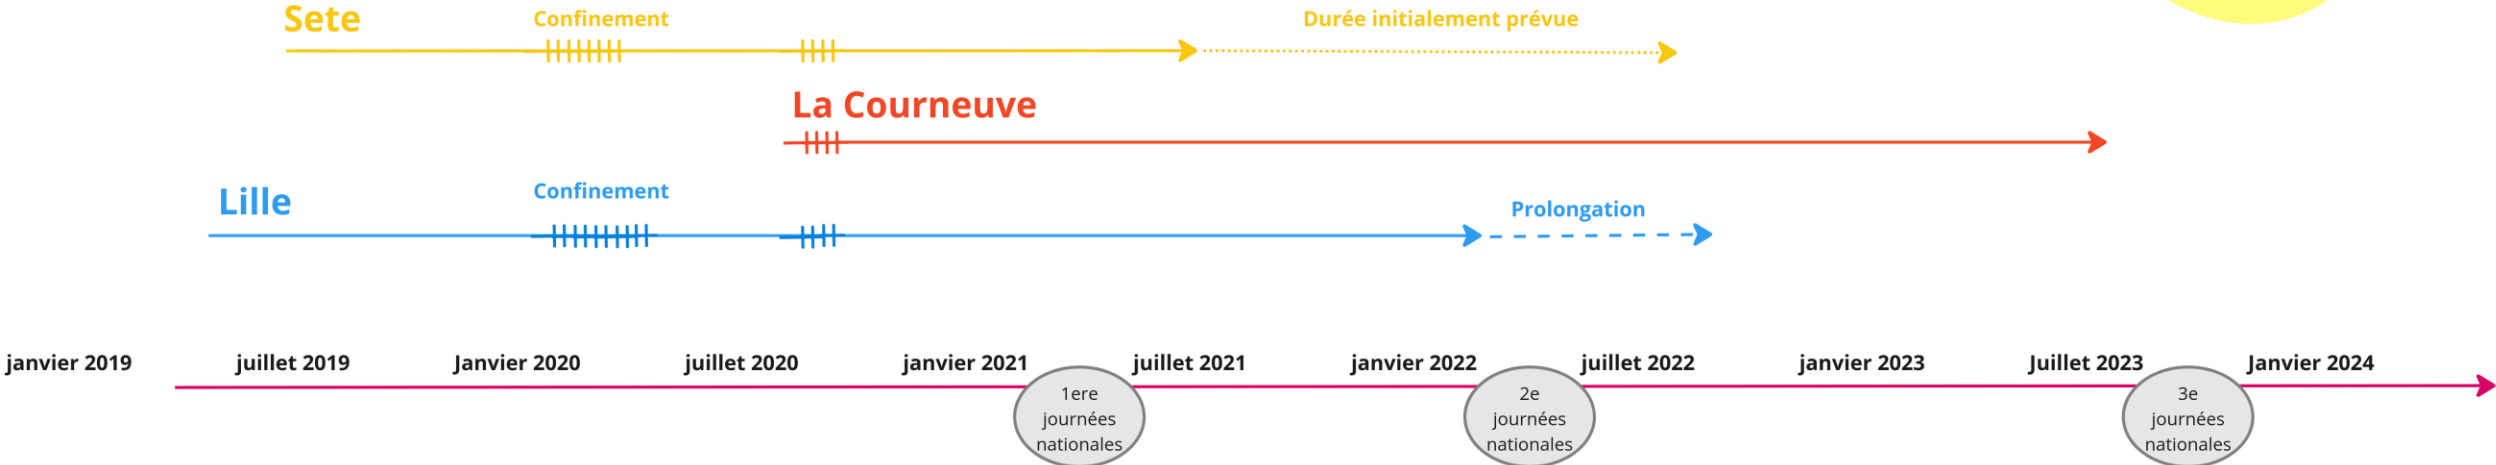 Sete
Confinement
Durée initialement prévue
La Courneuve
Lille
Confinement
Prolongation
janvier 2019
juillet 2019
Janvier 2020
juillet 2020
janvier 2021
juillet 2021
janvier 2022
juillet 2022
janvier 2023
Juillet 2023
Janvier 2024
1ere
journées
nationales
2e
journées
nationales
3e
journées
nationales